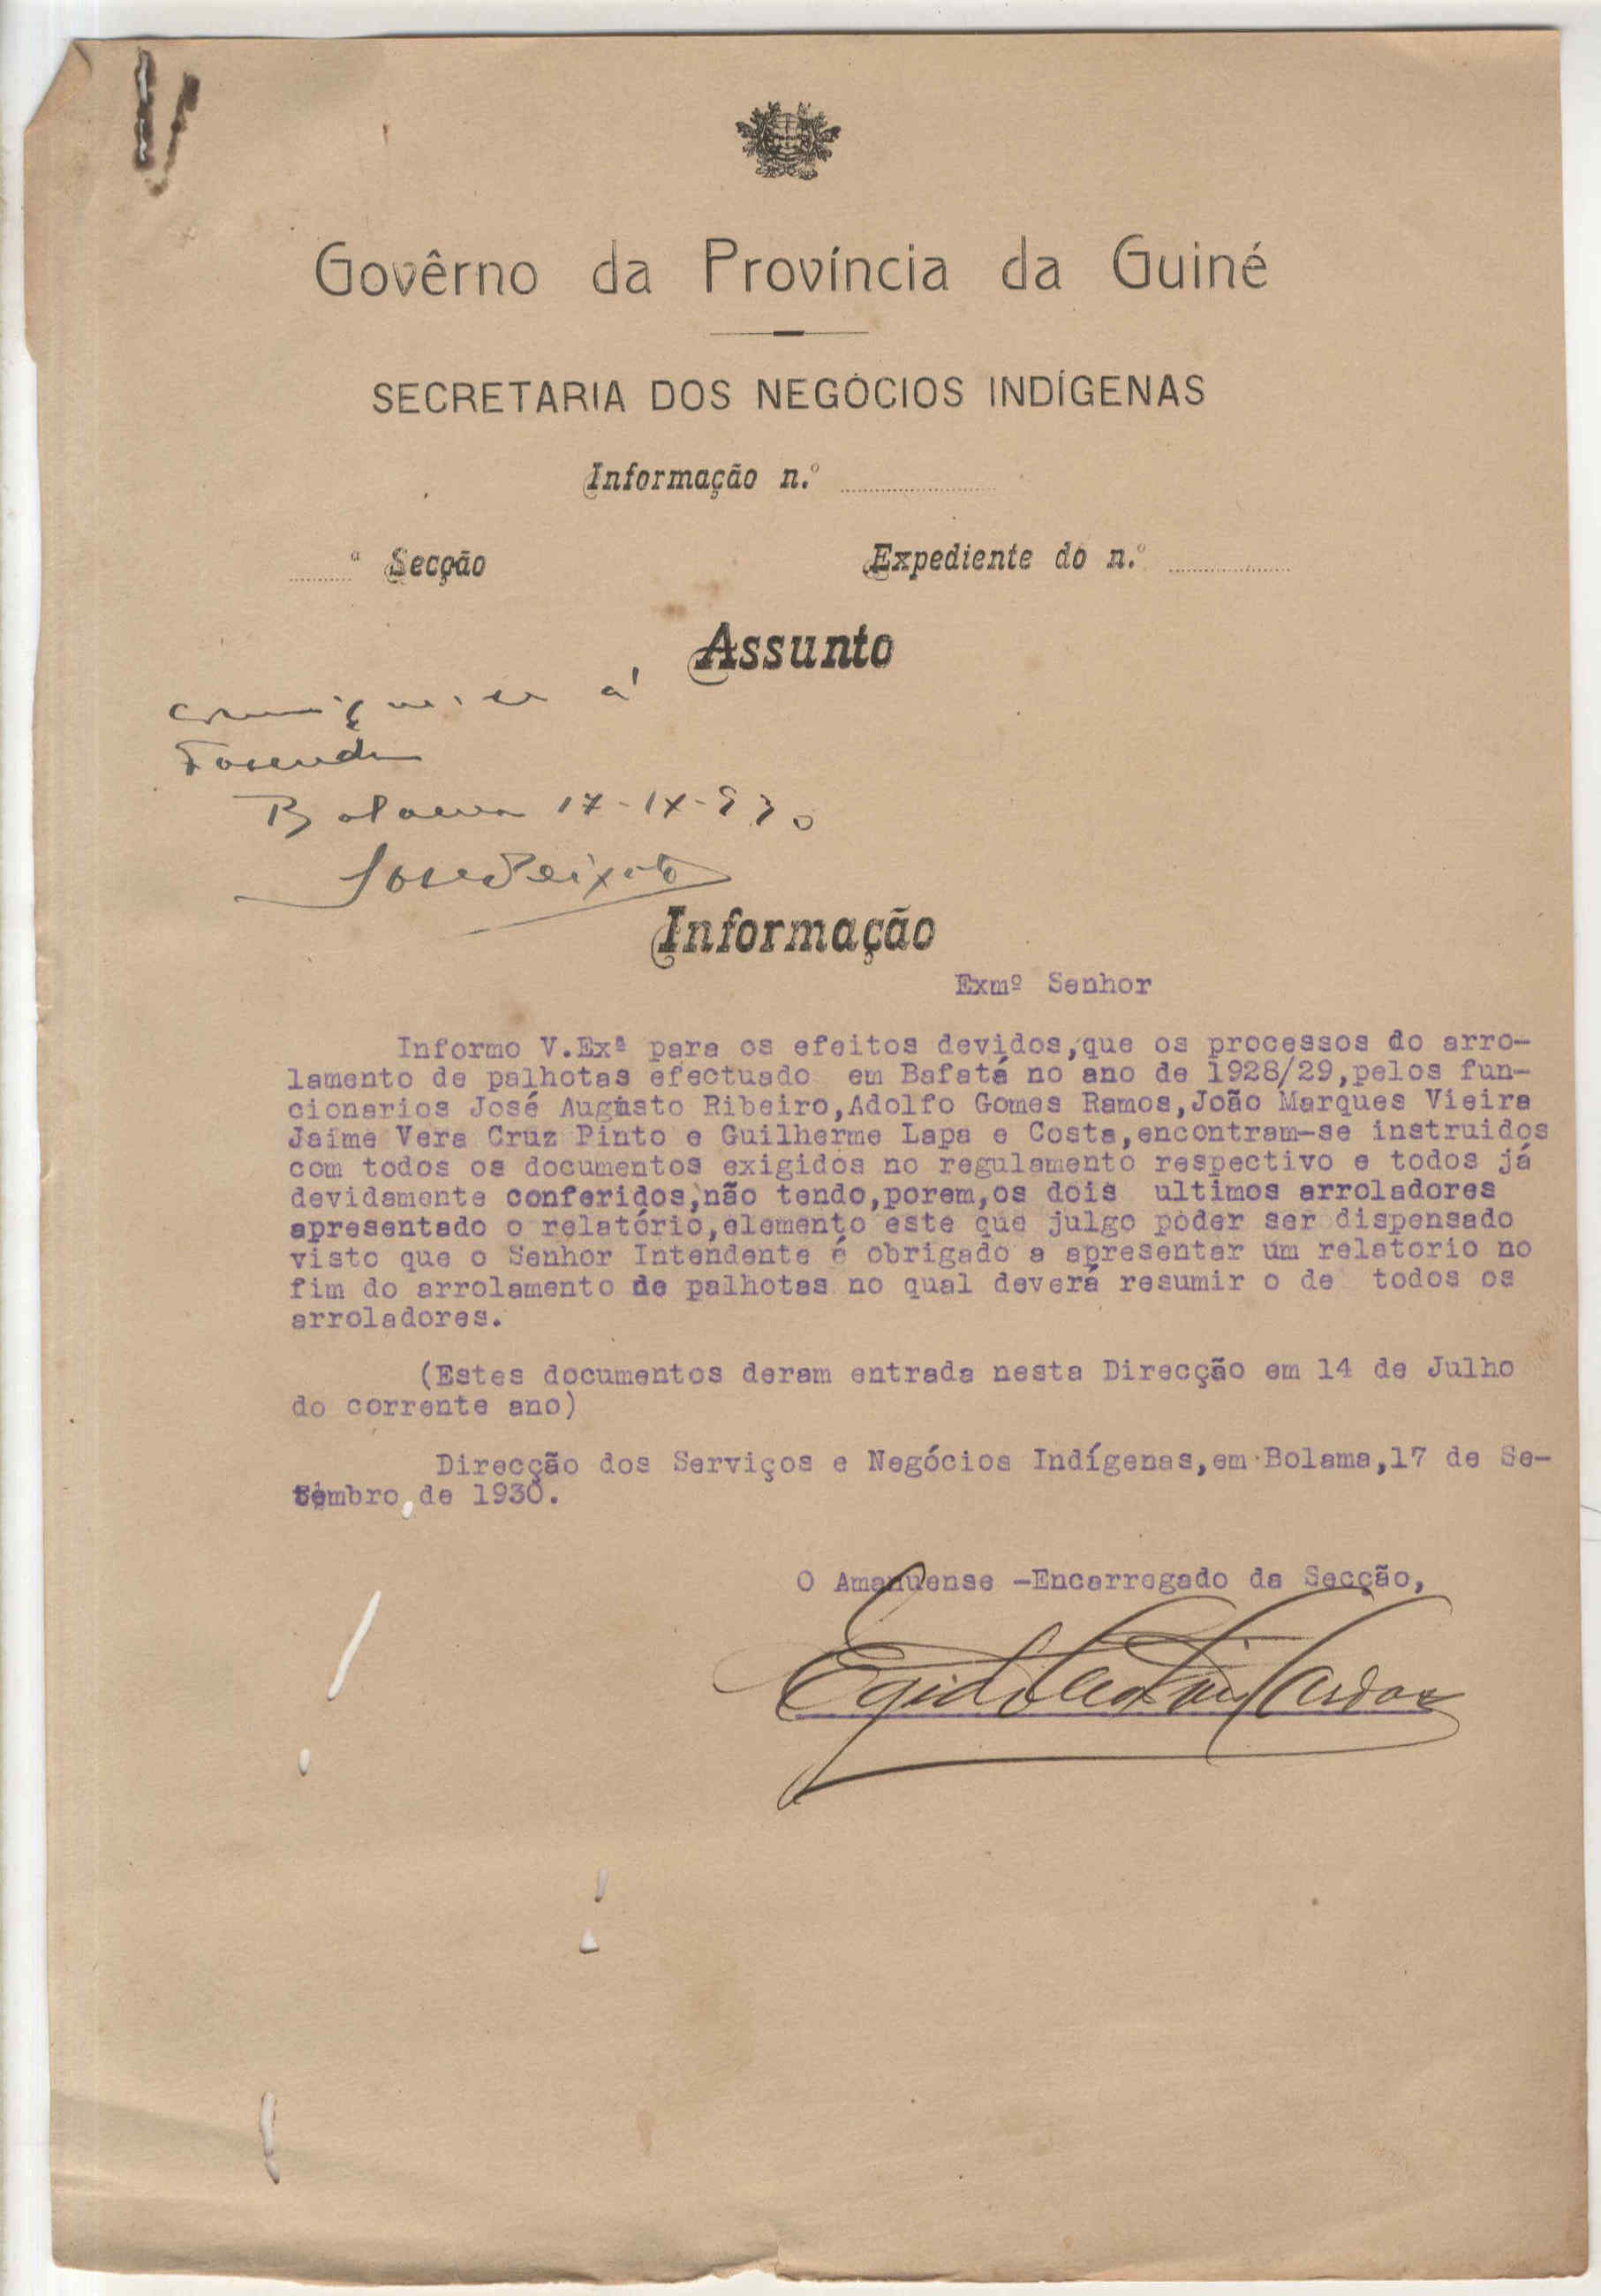 Govêrno da Província da Guiné
SECRETARIA DOS NEGÓCIOS INDÍGENAS
Informação n.º
ª Secção
Expediente do n.º
Assunto
Comunique-se á
Fazenda
Bolama 17-IX-930
José Peixoto
Informação
Exmº Senhor
Informo V.Exª para os efeitos devidos,que os processos do arro-
lamento de palhotas efectuado em Bafatá no ano de 1928/29,pelos fun-
cionarios José Augusto Ribeiro,Adolfo Gomes Ramos,João Marques Vieira
Jaime Vera Cruz Pinto e Guilherme Lapa e Costa,encontram-se instruidos
com todos os documentos exigidos no regulamento respectivo e todos já
devidamente conferidos,não tendo,porem,os dois ultimos arroladores
apresentado o relatório,elemento este que julgo poder ser dispensado
visto que o Senhor Intendente é obrigado a apresentar um relatorio no
fim do arrolamento de palhotas no qual deverá resumir o de todos os
arroladores.
(Estes documentos deram entrada nesta Direcção em 14 de Julho
do corrente ano)
Direcção dos Serviços e Negócios Indígenas,em Bolama,17 de Se-
tembro de 1930.
O Amanuense -Encarregado da Secção,